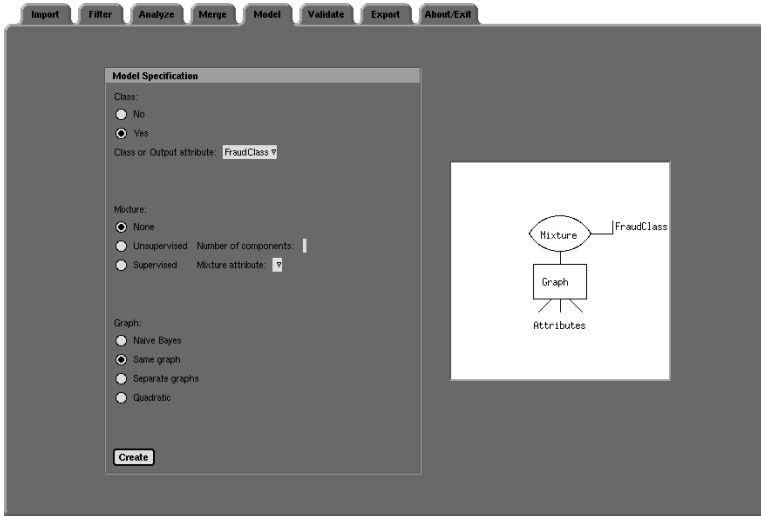 Import Filter Analyze Merge Model Validate Export About/Exit
Model Specification
Class:
No
Yes
Class or Output attribute: FraudClass
Mixture:
None
Unsupervised Number of components:
Supervised Mixture attribute:
Graph:
Naive Bayes
Same graph
Separate graphs
Quadratic
Create
FraudClass
Mixture
Graph
Attributes